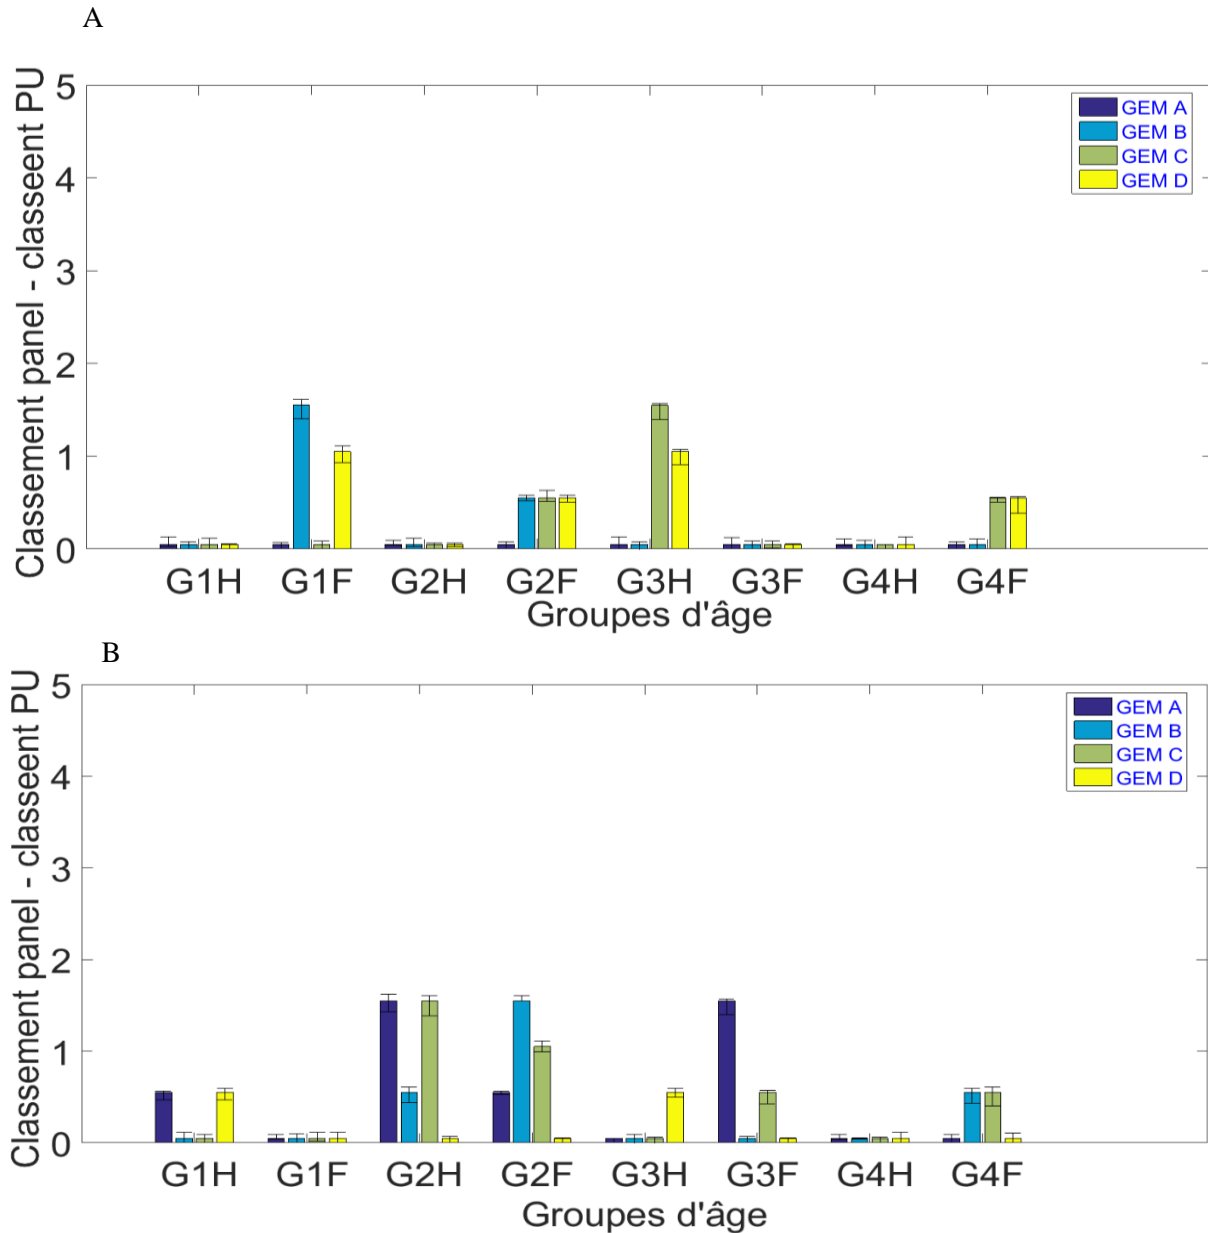 A
Classement panel - classeent PU
5
4
3
2
1
0
GEM A
GEM B
GEM C
GEM D
G1H G1F G2H G2F G3H G3F G4H G4F
Groupes d'âge
B
Classement panel - classeent PU
5
4
3
2
1
0
GEM A
GEM B
GEM C
GEM D
G1H G1F G2H G2F G3H G3F G4H G4F
Groupes d'âge